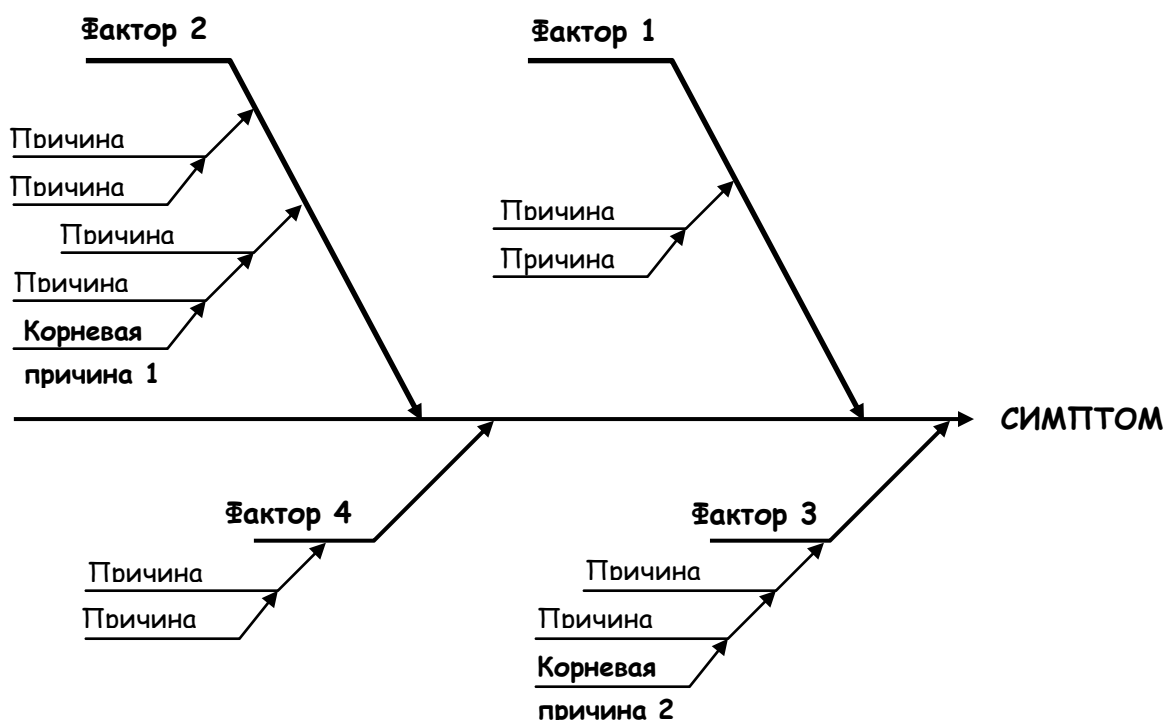 Фактор 2
Фактор 1
Причина
Причина
Причина
Причина
Корневая
причина 1
Причина
Причина
СИМПТОМ
Фактор 4
Причина
Причина
Фактор 3
Причина
Причина
Корневая
причина 2